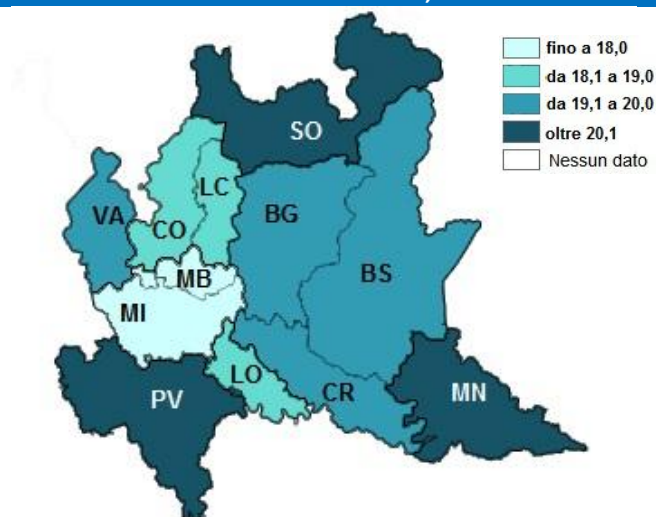 fino a 18,0
da 18,1 a 19,0
da 19,1 a 20,0
oltre 20,1
Nessun dato
SO
LC
VA
CO
BG
MB
BS
MI
LO
PV
CR
MN